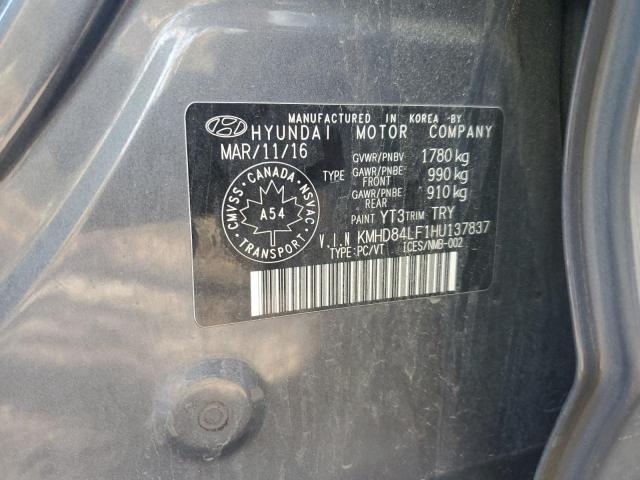 MANUFACTURED IN KOREA -BY
HYUNDAI MOTOR COMPANY
MAR/11/16
GVWR/PNBV 1780 kg
TYPE
GAWR/PNBE FRONT 990 kg
GAWR/PNBE REAR 910 kg
PAINT YT3 TRIM TRY
CMVSS • CANADA • NSVAC • TRANSPORT •
A 54
V.I.N KMHD84LF1HU137837
TYPE:PC/VT ICES/NMB-002